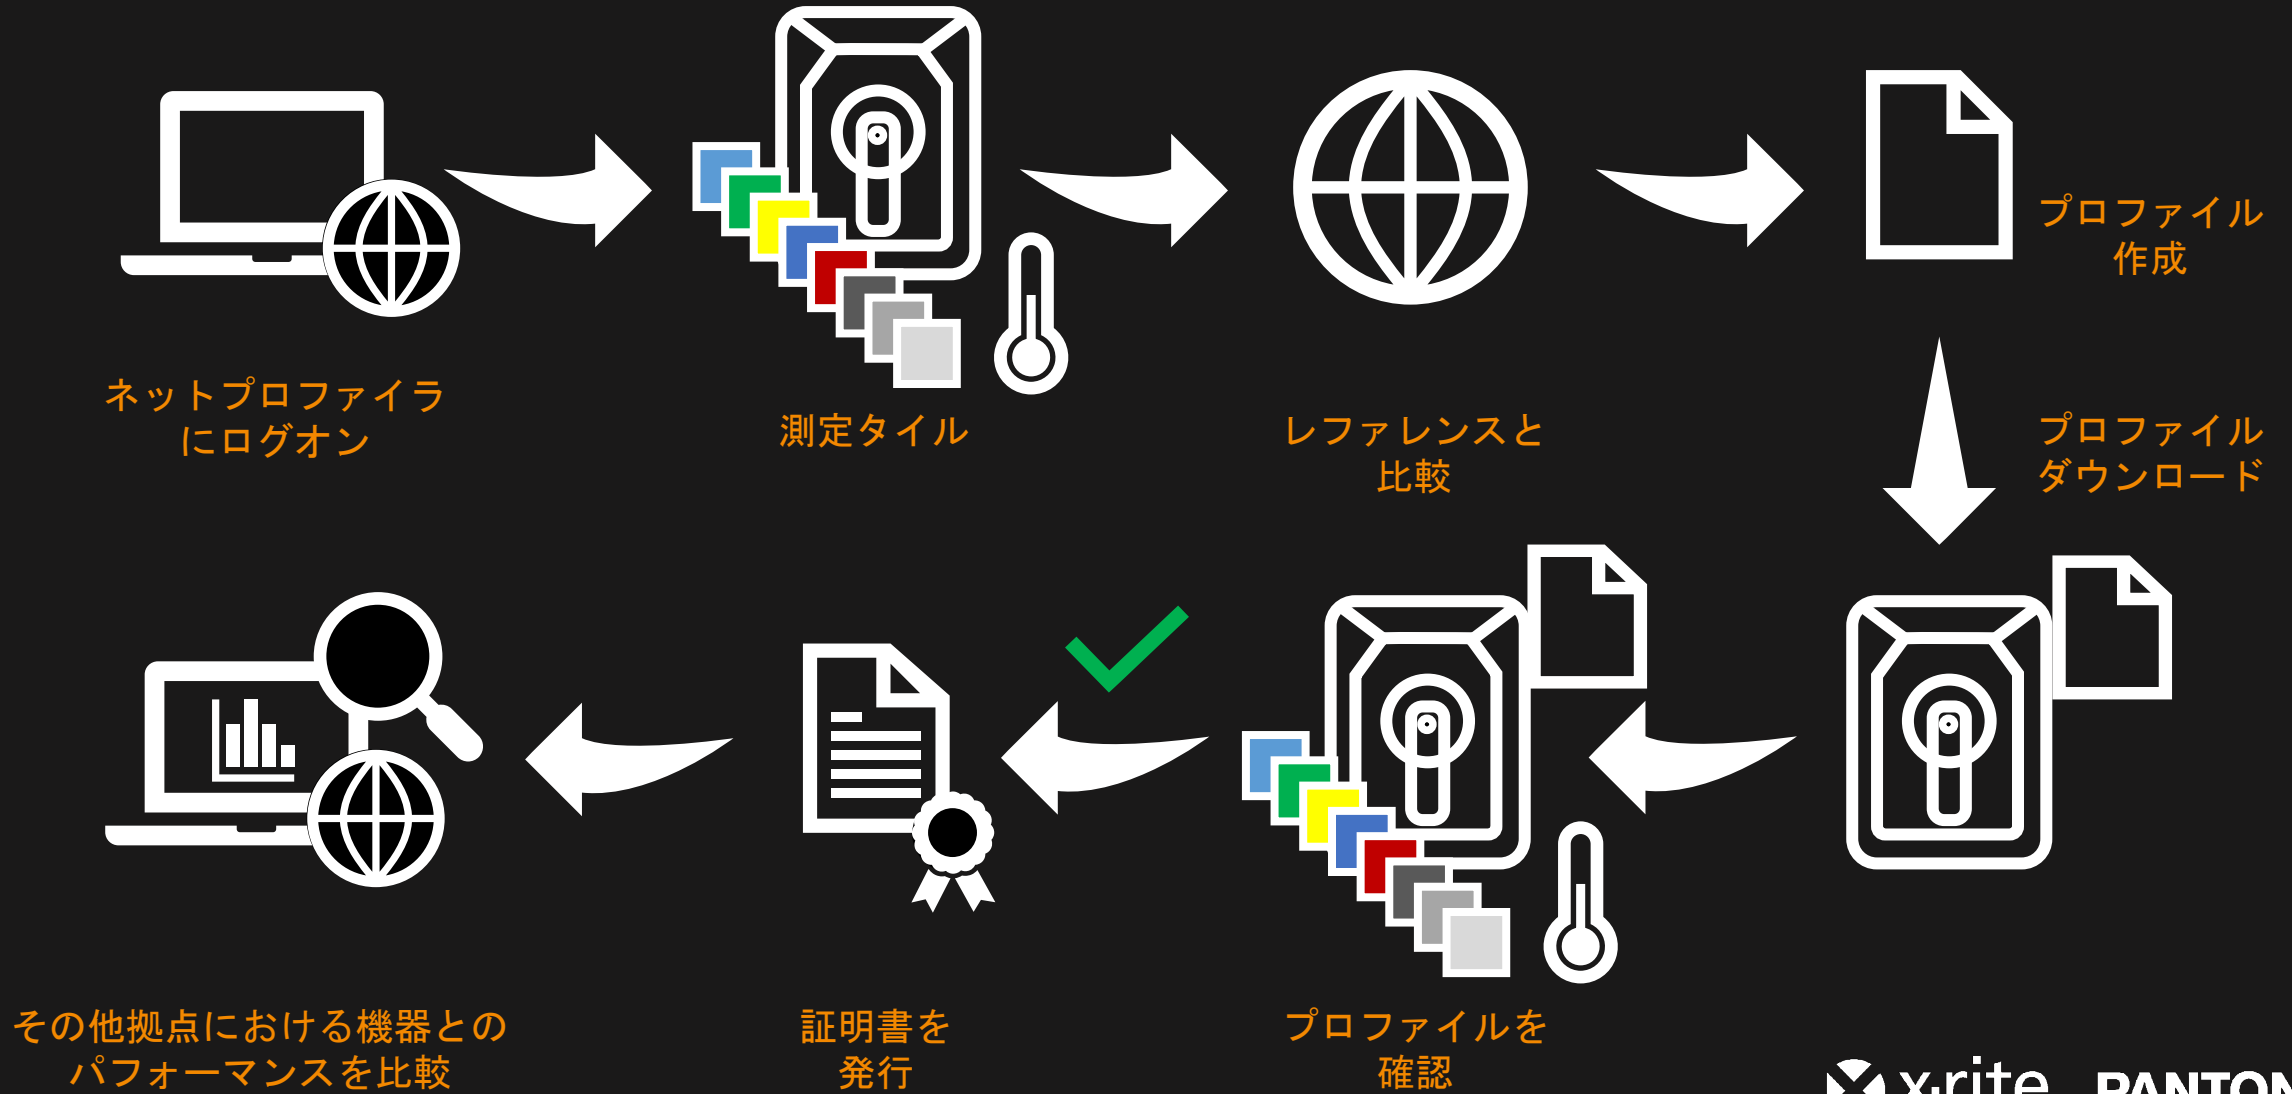 ネットプロファイラ
にログオン
測定タイル
レファレンスと
比較
プロファイル
作成
プロファイル
ダウンロード
プロファイルを
確認
証明書を
発行
その他拠点における機器との
パフォーマンスを比較
x·rite PANTON